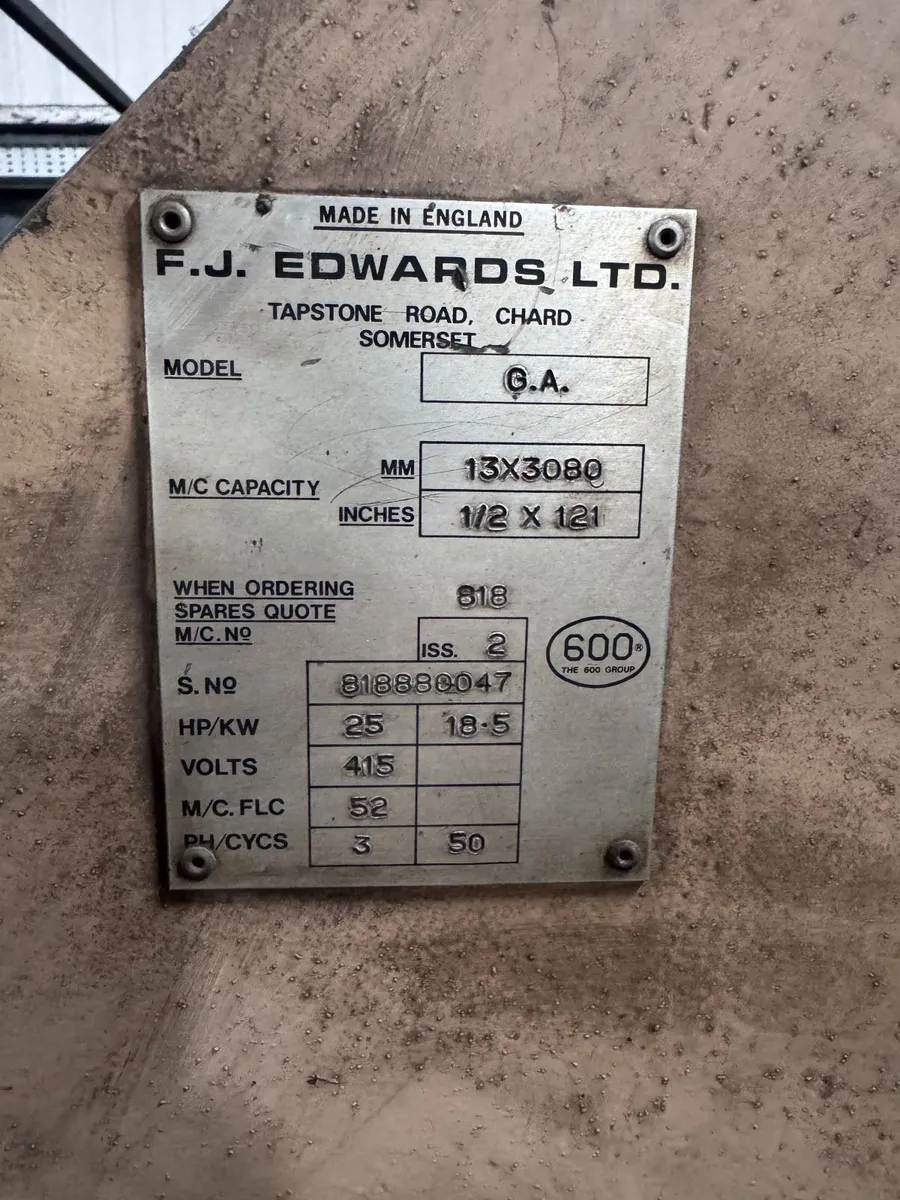 MADE IN ENGLAND
F.J. EDWARDS LTD.
TAPSTONE ROAD, CHARD
SOMERSET
MODEL G.A.
M/C CAPACITY MM 13X3080
INCHES 1/2 X 121
WHEN ORDERING
SPARES QUOTE
M/C. Nº 818
ISS. 2
600®
THE 600 GROUP
S. Nº 818880047
HP/KW 25 18·5
VOLTS 415
M/C. FLC 52
PH/CYCS 3 50